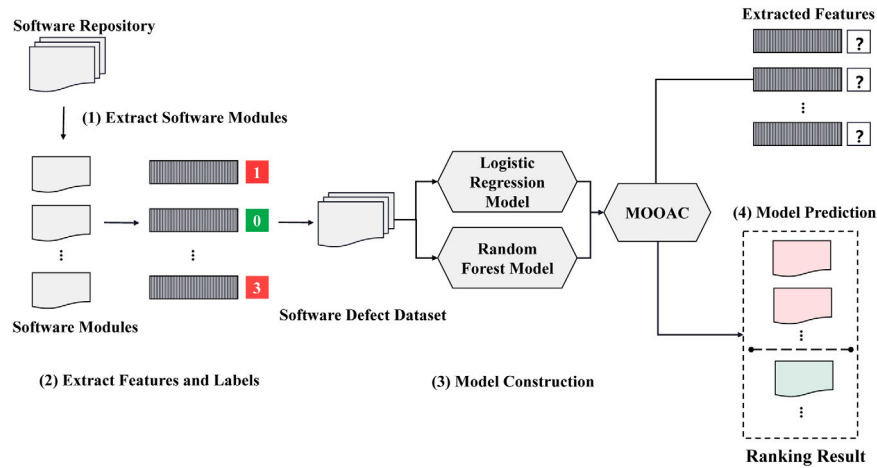 Software Repository
(1) Extract Software Modules
1
0
3
Software Modules
(2) Extract Features and Labels
Software Defect Dataset
Logistic
Regression
Model
Random
Forest Model
(3) Model Construction
MOOAC
Extracted Features
?
?
?
(4) Model Prediction
Ranking Result